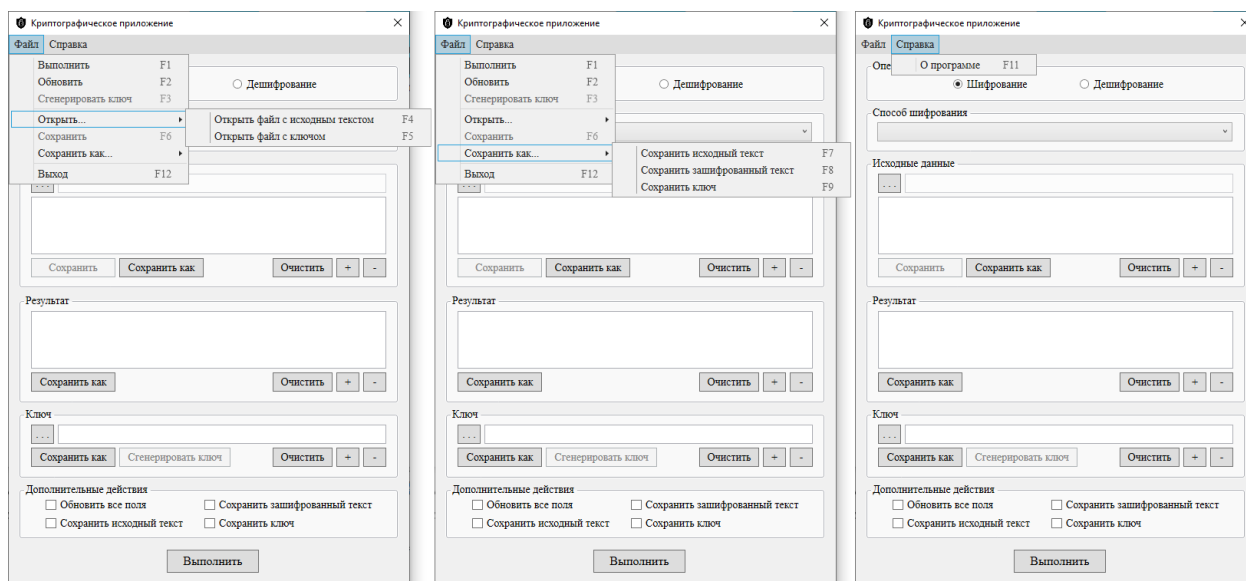 Криптографическое приложение
Файл Справка
Выполнить F1
Обновить F2
Сгенерировать ключ F3
Открыть...
Сохранить F6
Сохранить как...
Выход F12
Открыть файл с исходным текстом F4
Открыть файл с ключом F5
Дешифрование
...
Сохранить Сохранить как Очистить + -
Результат
Сохранить как Очистить + -
Ключ
...
Сохранить как Сгенерировать ключ Очистить + -
Дополнительные действия
Обновить все поля Сохранить зашифрованный текст
Сохранить исходный текст Сохранить ключ
Выполнить
Криптографическое приложение
Файл Справка
Выполнить F1
Обновить F2
Сгенерировать ключ F3
Открыть...
Сохранить F6
Сохранить как...
Выход F12
Сохранить исходный текст F7
Сохранить зашифрованный текст F8
Сохранить ключ F9
Дешифрование
...
Сохранить Сохранить как Очистить + -
Результат
Сохранить как Очистить + -
Ключ
...
Сохранить как Сгенерировать ключ Очистить + -
Дополнительные действия
Обновить все поля Сохранить зашифрованный текст
Сохранить исходный текст Сохранить ключ
Выполнить
Криптографическое приложение
Файл Справка
Опе О программе F11
Шифрование Дешифрование
Способ шифрования
Исходные данные
...
Сохранить Сохранить как Очистить + -
Результат
Сохранить как Очистить + -
Ключ
...
Сохранить как Сгенерировать ключ Очистить + -
Дополнительные действия
Обновить все поля Сохранить зашифрованный текст
Сохранить исходный текст Сохранить ключ
Выполнить